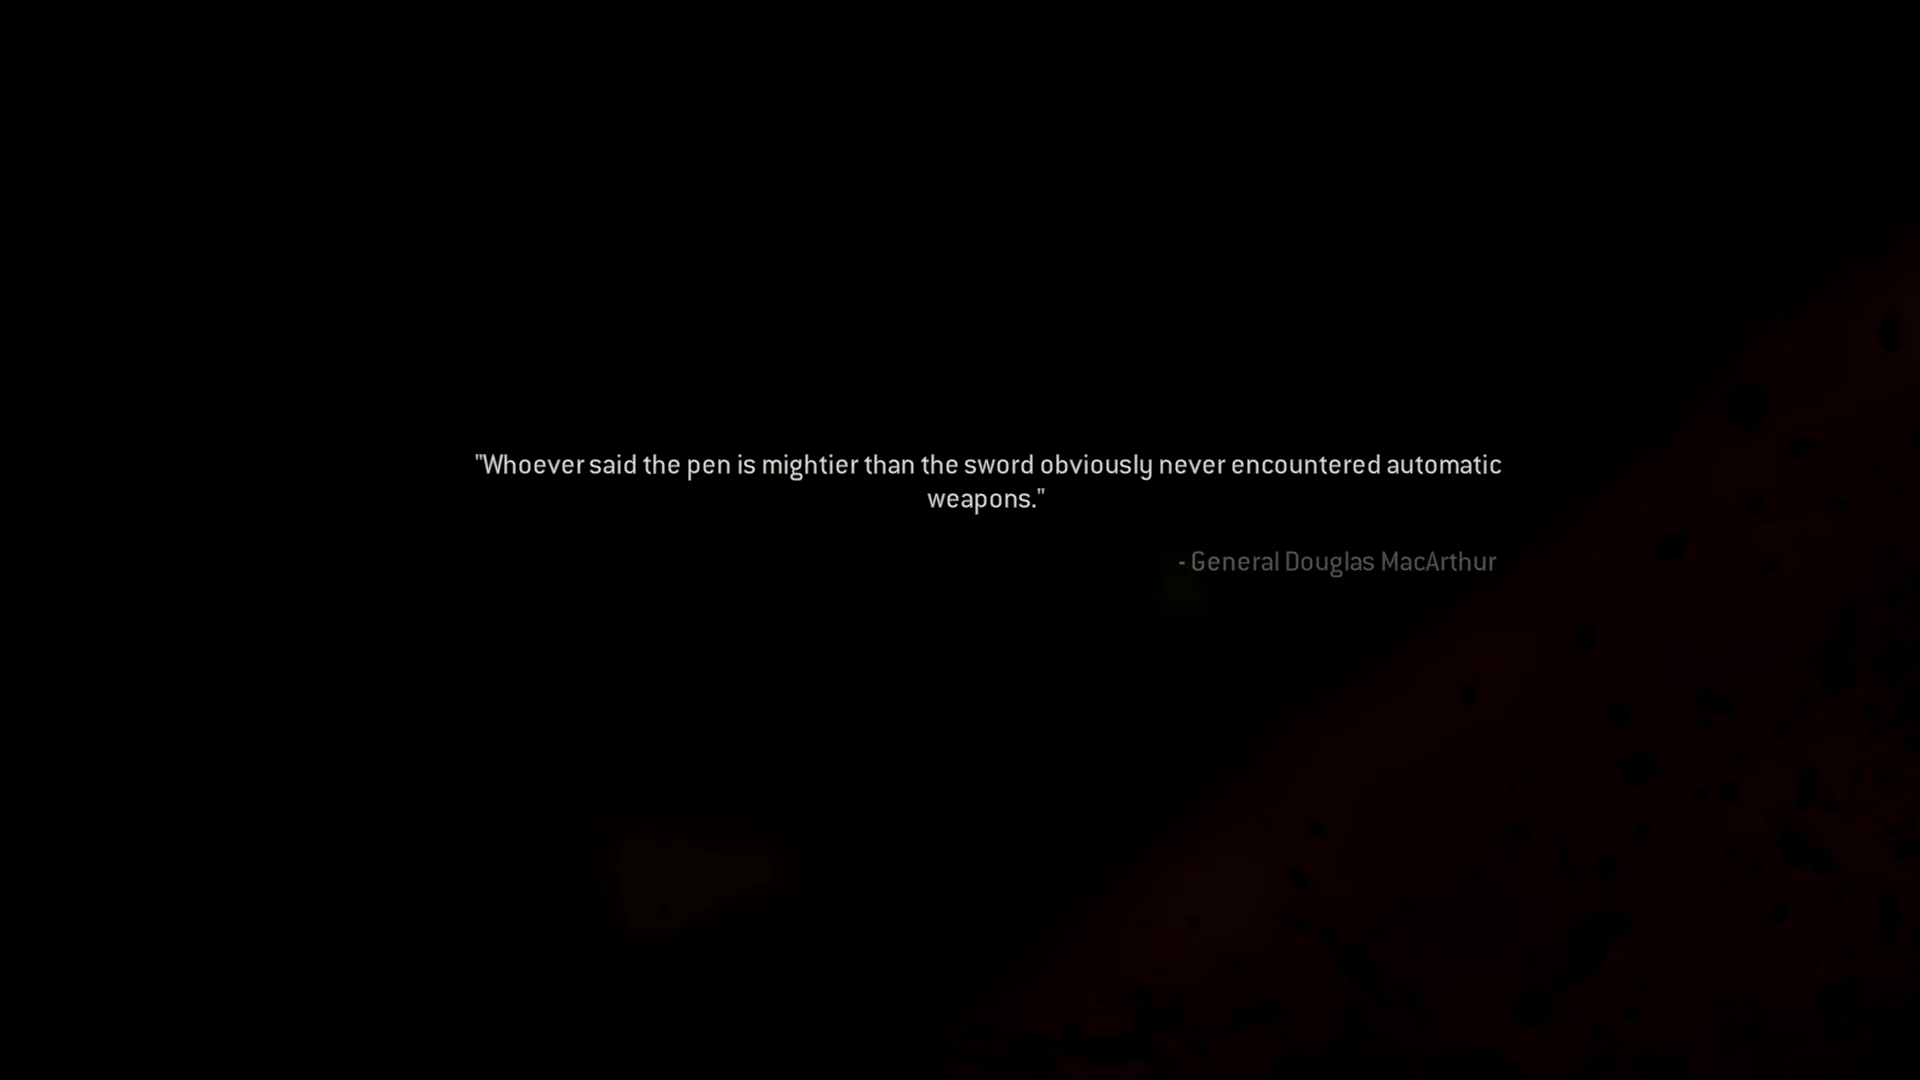 "Whoever said the pen is mightier than the sword obviously never encountered automatic
weapons."
- General Douglas MacArthur